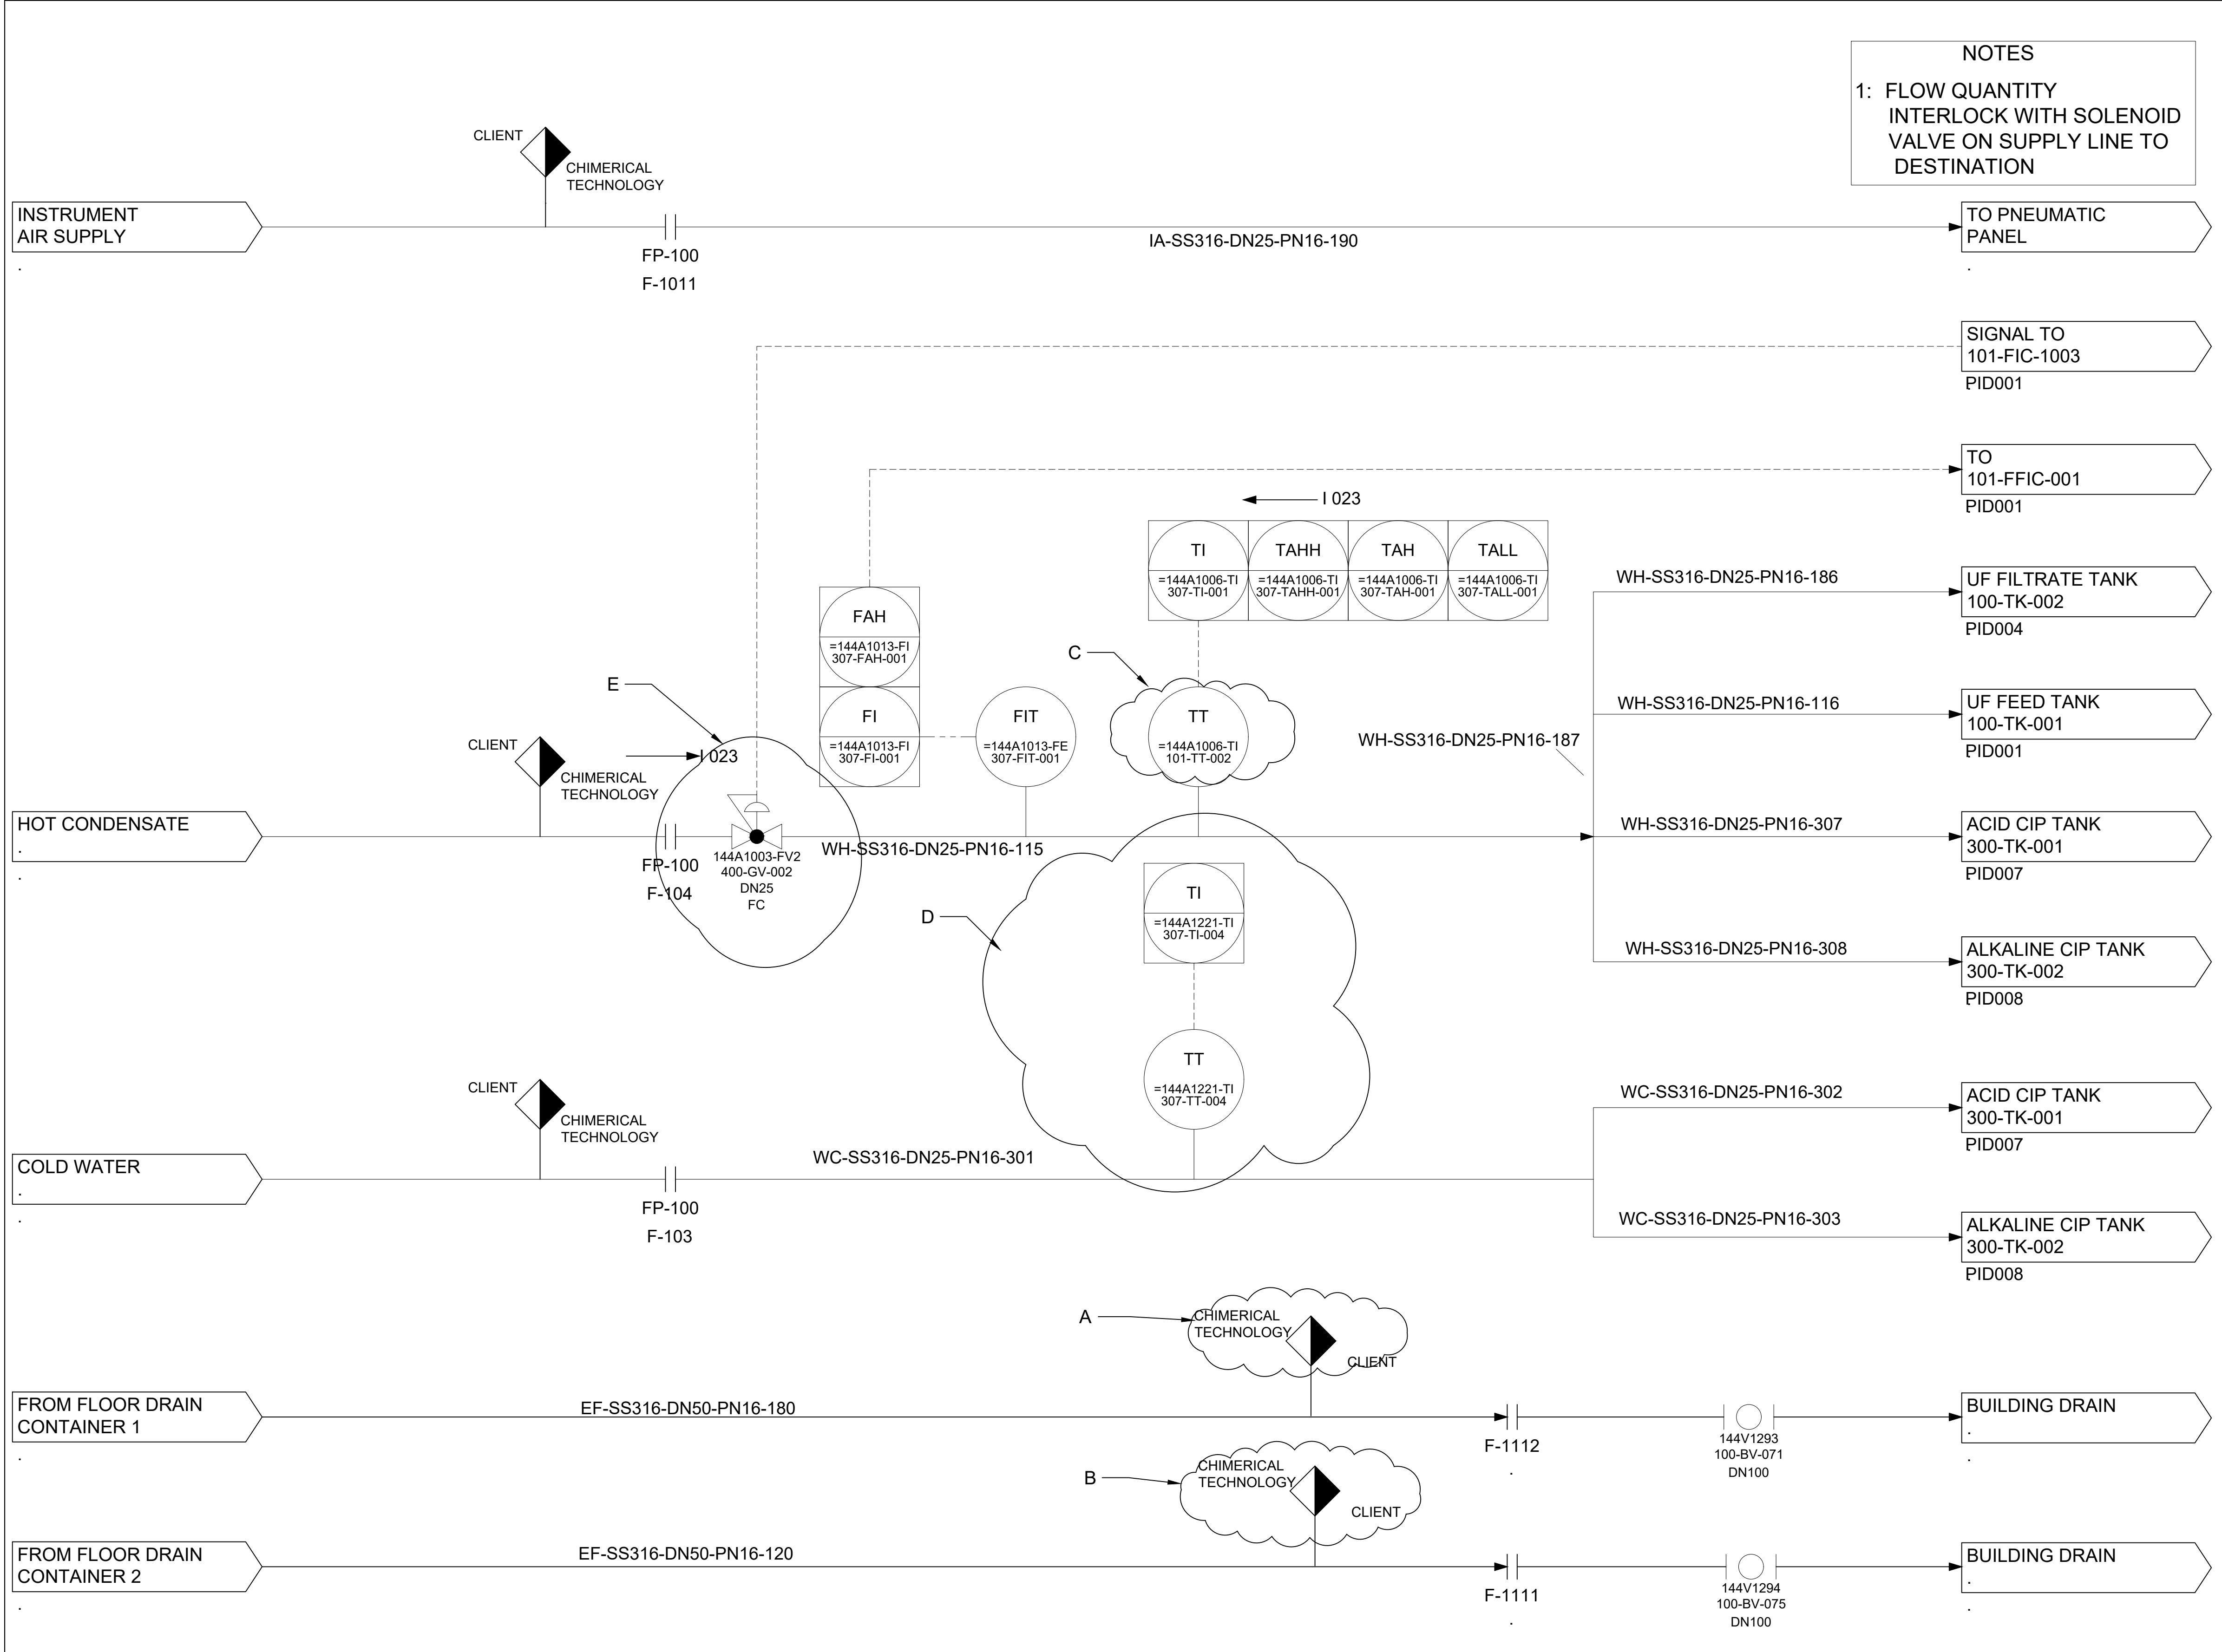 NOTES
1: FLOW QUANTITY
INTERLOCK WITH SOLENOID
VALVE ON SUPPLY LINE TO
DESTINATION
CLIENT
CHIMERICAL
TECHNOLOGY
INSTRUMENT
AIR SUPPLY
.
FP-100
F-1011
IA-SS316-DN25-PN16-190
TO PNEUMATIC
PANEL
.
SIGNAL TO
101-FIC-1003
PID001
TO
101-FFIC-001
PID001
I 023
TI
=144A1006-TI
307-TI-001
TAHH
=144A1006-TI
307-TAHH-001
TAH
=144A1006-TI
307-TAH-001
TALL
=144A1006-TI
307-TALL-001
FAH
=144A1013-FI
307-FAH-001
FI
=144A1013-FI
307-FI-001
FIT
=144A1013-FE
307-FIT-001
C
TT
=144A1006-TI
101-TT-002
E
I 023
CLIENT
CHIMERICAL
TECHNOLOGY
HOT CONDENSATE
.
.
FP-100
F-104
144A1003-FV2
400-GV-002
DN25
FC
WH-SS316-DN25-PN16-115
WH-SS316-DN25-PN16-187
WH-SS316-DN25-PN16-186
UF FILTRATE TANK
100-TK-002
PID004
WH-SS316-DN25-PN16-116
UF FEED TANK
100-TK-001
PID001
WH-SS316-DN25-PN16-307
ACID CIP TANK
300-TK-001
PID007
WH-SS316-DN25-PN16-308
ALKALINE CIP TANK
300-TK-002
PID008
D
TI
=144A1221-TI
307-TI-004
TT
=144A1221-TI
307-TT-004
CLIENT
CHIMERICAL
TECHNOLOGY
COLD WATER
.
.
FP-100
F-103
WC-SS316-DN25-PN16-301
WC-SS316-DN25-PN16-302
ACID CIP TANK
300-TK-001
PID007
WC-SS316-DN25-PN16-303
ALKALINE CIP TANK
300-TK-002
PID008
A
CHIMERICAL
TECHNOLOGY
CLIENT
FROM FLOOR DRAIN
CONTAINER 1
.
EF-SS316-DN50-PN16-180
F-1112
144V1293
100-BV-071
DN100
BUILDING DRAIN
.
.
B
CHIMERICAL
TECHNOLOGY
CLIENT
FROM FLOOR DRAIN
CONTAINER 2
.
EF-SS316-DN50-PN16-120
F-1111
.
144V1294
100-BV-075
DN100
BUILDING DRAIN
.
.